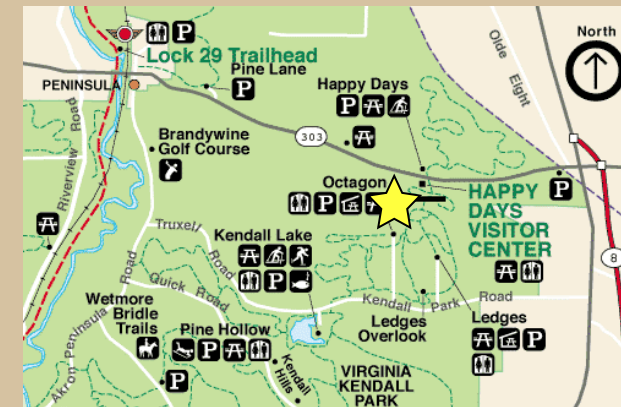 North
Olde Eight
P
Lock 29 Trailhead
Pine Lane
P
PENINSULA
Happy Days
P
303
Brandywine
Golf Course
Riverview Road
Octagon
P
HAPPY
DAYS
VISITOR
CENTER
P
8
Truxell Road
Kendall Lake
P
Quick Road
Kendall Park Road
Ledges
Overlook
Ledges
P
Wetmore
Bridle
Trails
P
Pine Hollow
P
Kendall
Hills
Akron Peninsula Road
VIRGINIA
KENDALL
PARK